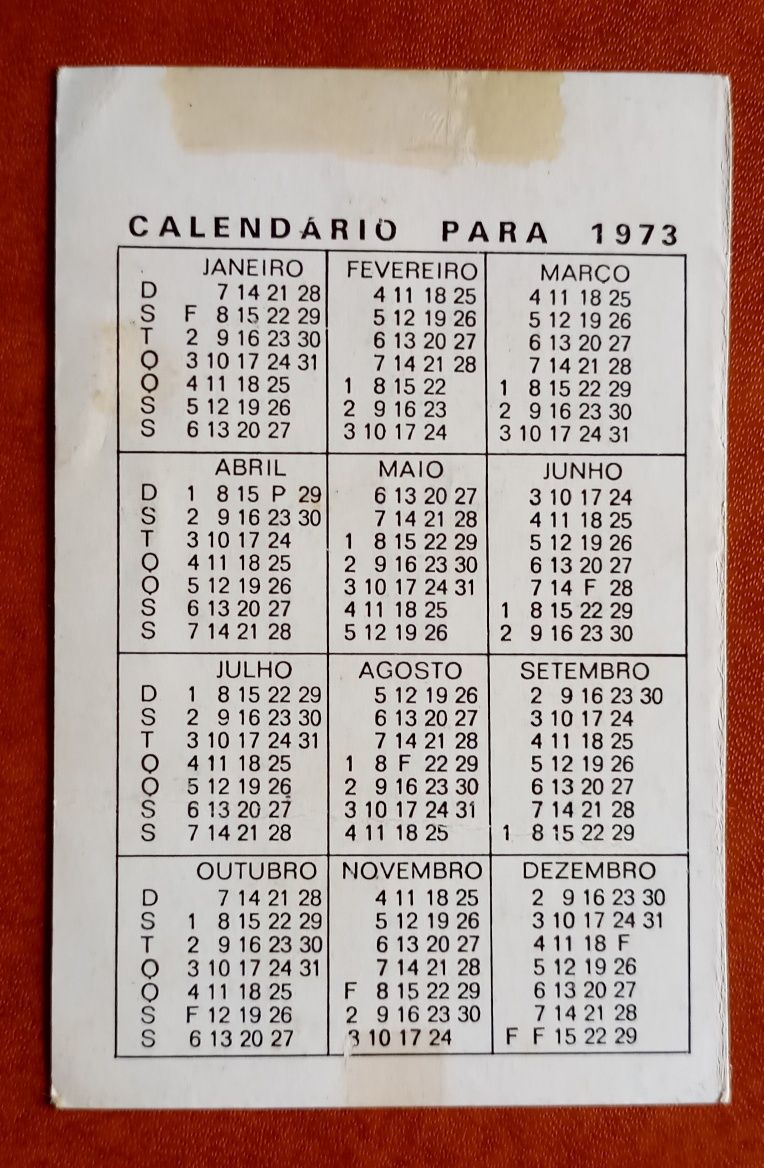 CALENDÁRIO PARA 1973
JANEIRO FEVEREIRO MARÇO
D 7 14 21 28 4 11 18 25 4 11 18 25
S F 8 15 22 29 5 12 19 26 5 12 19 26
T 2 9 16 23 30 6 13 20 27 6 13 20 27
Q 3 10 17 24 31 7 14 21 28 7 14 21 28
Q 4 11 18 25 1 8 15 22 1 8 15 22 29
S 5 12 19 26 2 9 16 23 2 9 16 23 30
S 6 13 20 27 3 10 17 24 3 10 17 24 31
ABRIL MAIO JUNHO
D 1 8 15 P 29 6 13 20 27 3 10 17 24
S 2 9 16 23 30 7 14 21 28 4 11 18 25
T 3 10 17 24 1 8 15 22 29 5 12 19 26
Q 4 11 18 25 2 9 16 23 30 6 13 20 27
Q 5 12 19 26 3 10 17 24 31 7 14 F 28
S 6 13 20 27 4 11 18 25 1 8 15 22 29
S 7 14 21 28 5 12 19 26 2 9 16 23 30
JULHO AGOSTO SETEMBRO
D 1 8 15 22 29 5 12 19 26 2 9 16 23 30
S 2 9 16 23 30 6 13 20 27 3 10 17 24
T 3 10 17 24 31 7 14 21 28 4 11 18 25
Q 4 11 18 25 1 8 F 22 29 5 12 19 26
Q 5 12 19 26 2 9 16 23 30 6 13 20 27
S 6 13 20 27 3 10 17 24 31 7 14 21 28
S 7 14 21 28 4 11 18 25 1 8 15 22 29
OUTUBRO NOVEMBRO DEZEMBRO
D 7 14 21 28 4 11 18 25 2 9 16 23 30
S 1 8 15 22 29 5 12 19 26 3 10 17 24 31
T 2 9 16 23 30 6 13 20 27 4 11 18 F
Q 3 10 17 24 31 7 14 21 28 5 12 19 26
Q 4 11 18 25 F 8 15 22 29 6 13 20 27
S F 12 19 26 2 9 16 23 30 7 14 21 28
S 6 13 20 27 3 10 17 24 F F 15 22 29